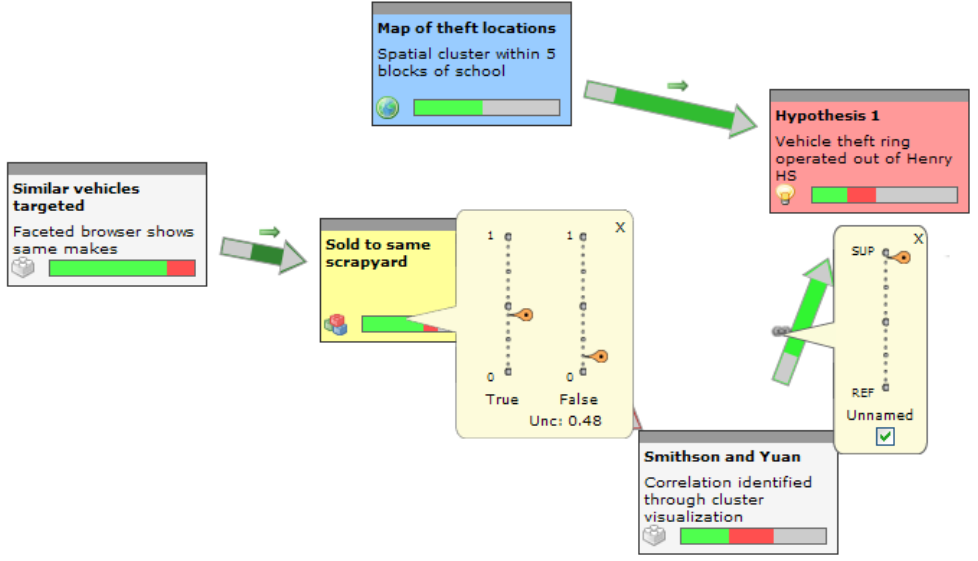 Map of theft locations
Spatial cluster within 5
blocks of school
Hypothesis 1
Vehicle theft ring
operated out of Henry
HS
Similar vehicles
targeted
Faceted browser shows
same makes
Sold to same
scrapyard
X
1 1
0 0
True False
Unc: 0.48
X
SUP
REF
Unnamed
Smithson and Yuan
Correlation identified
through cluster
visualization